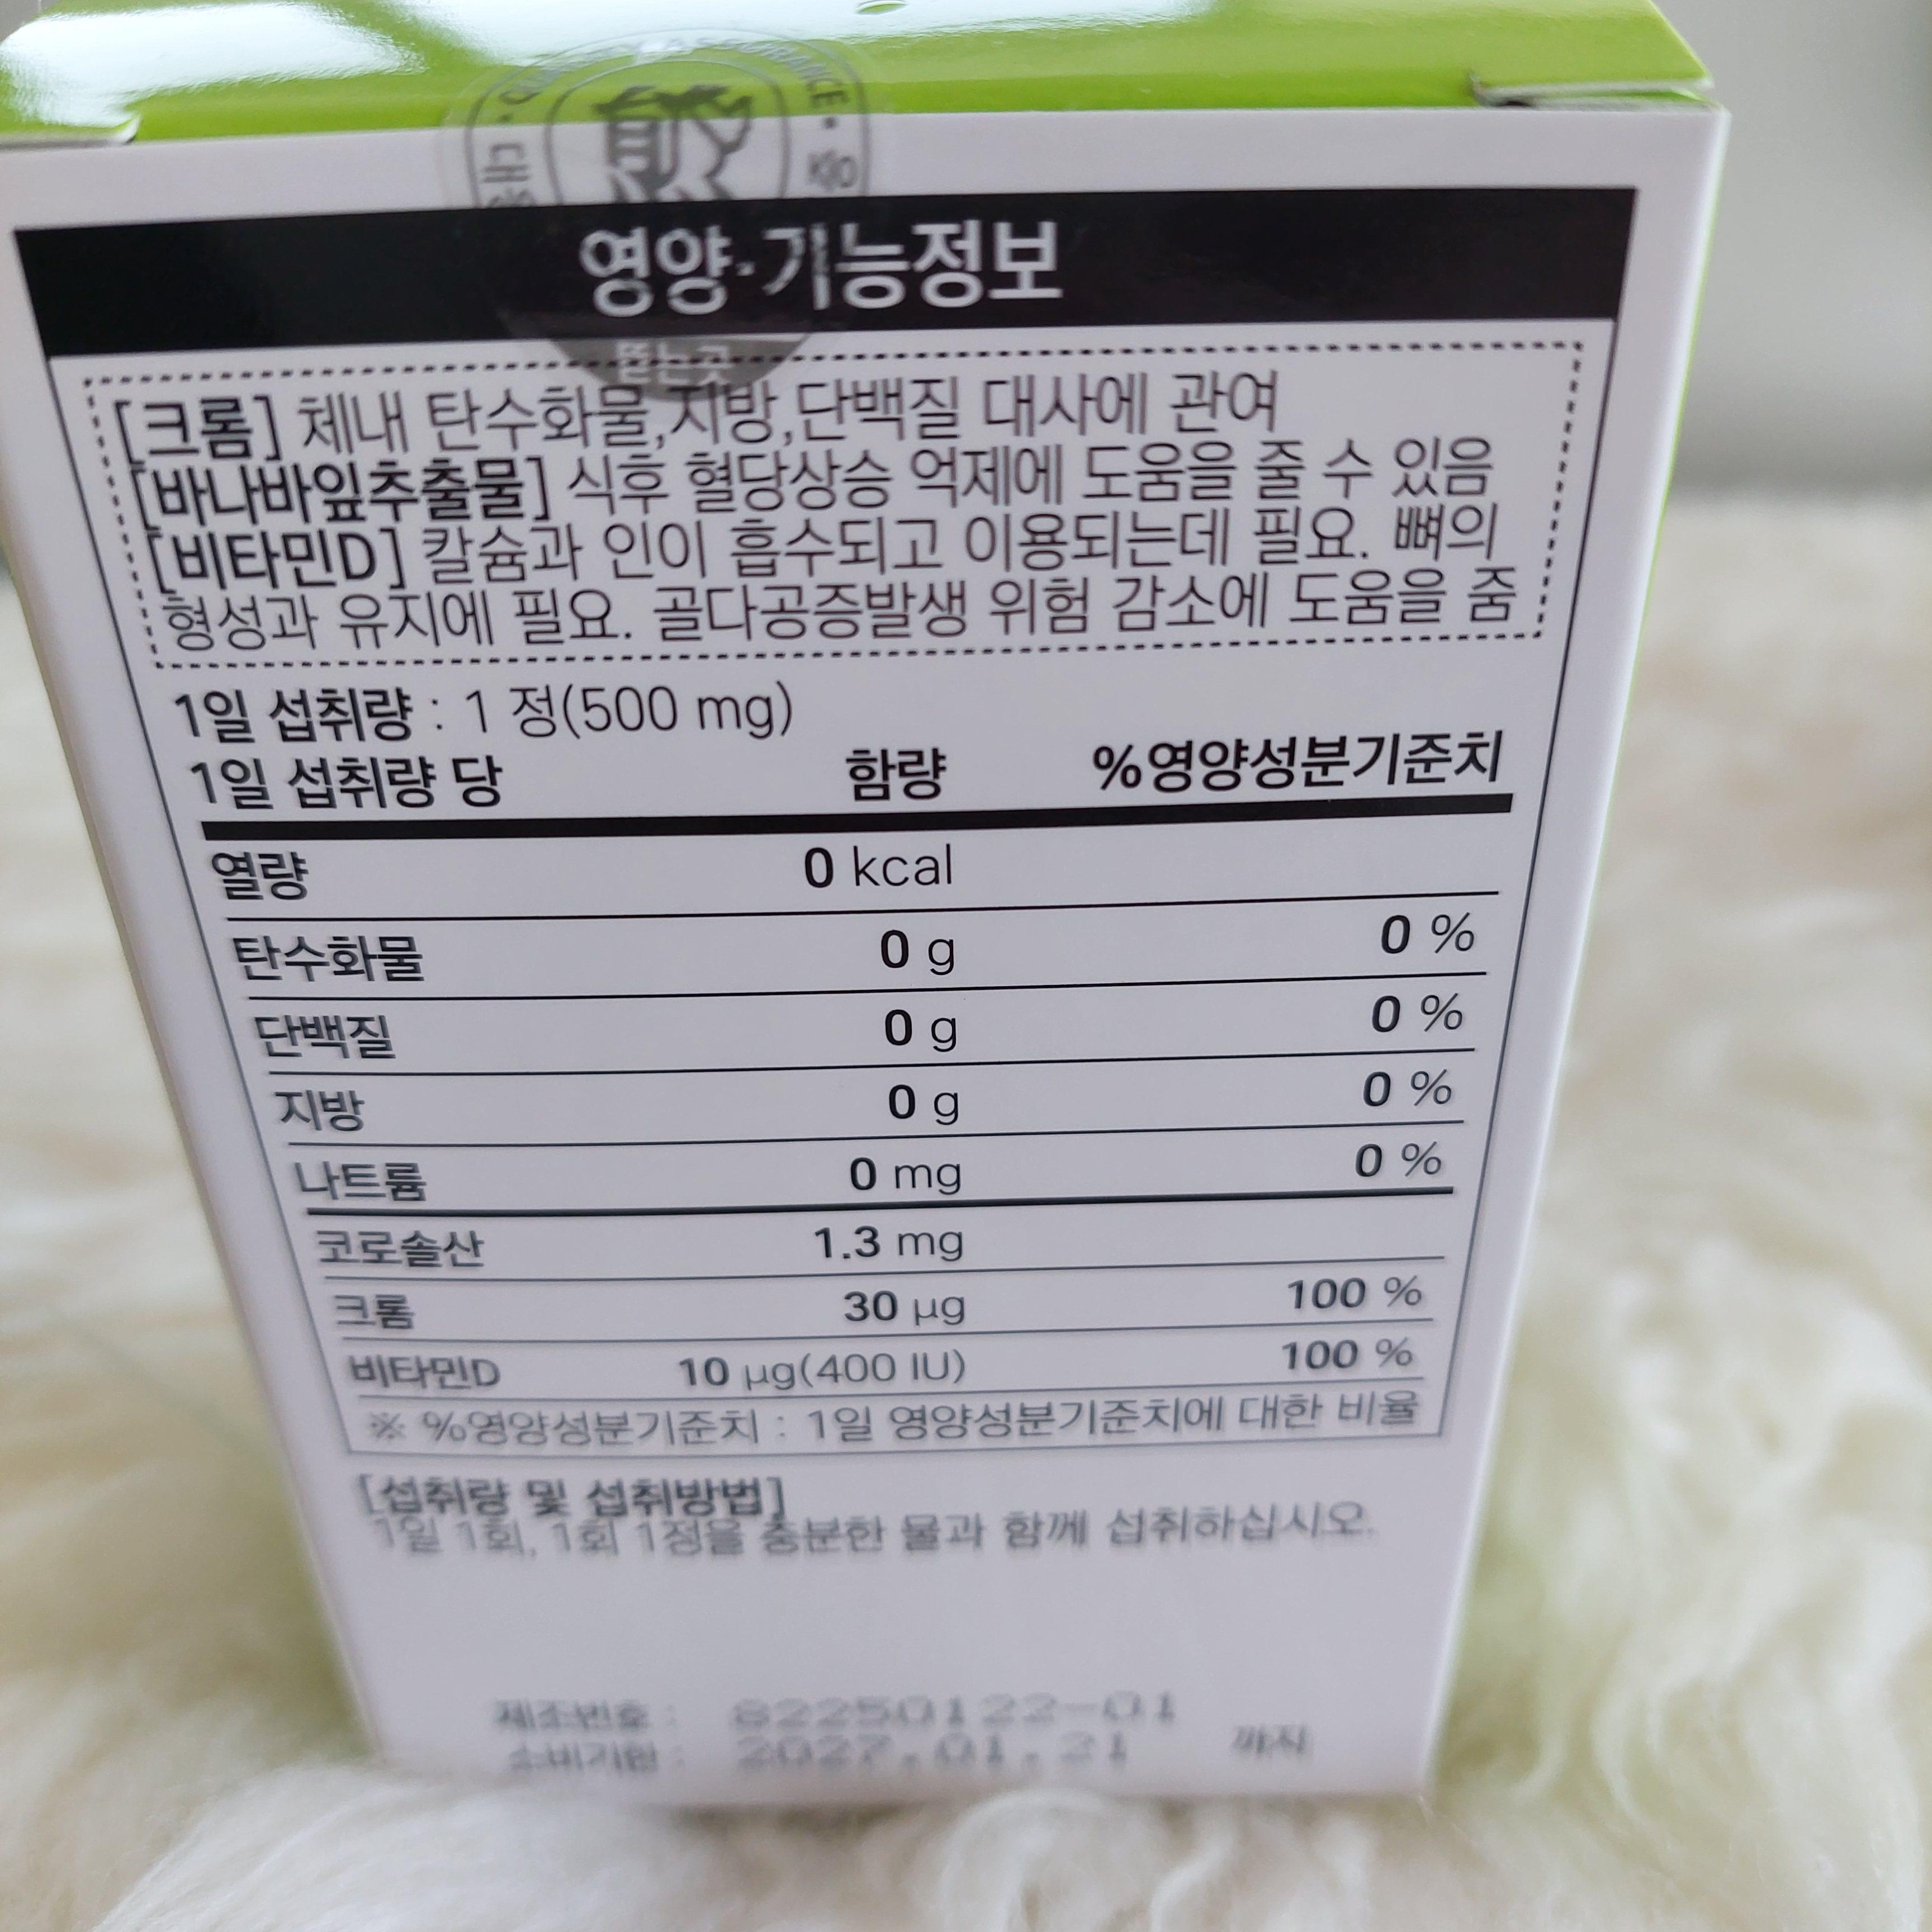 영양·기능정보
뜯는곳
[크롬] 체내 탄수화물,지방,단백질 대사에 관여
[바나바잎추출물] 식후 혈당상승 억제에 도움을 줄 수 있음
[비타민D] 칼슘과 인이 흡수되고 이용되는데 필요. 뼈의
형성과 유지에 필요. 골다공증발생 위험 감소에 도움을 줌
1일 섭취량 : 1 정(500 mg)
1일 섭취량 당 함량 %영양성분기준치
열량 0 kcal
탄수화물 0 g 0 %
단백질 0 g 0 %
지방 0 g 0 %
나트륨 0 mg 0 %
코로솔산 1.3 mg
크롬 30 µg 100 %
비타민D 10 µg(400 IU) 100 %
※ %영양성분기준치 : 1일 영양성분기준치에 대한 비율
[섭취량 및 섭취방법]
1일 1회, 1회 1정을 충분한 물과 함께 섭취하십시오.
제조번호 : 82250122-01
소비기한 : 2027.01.21 까지